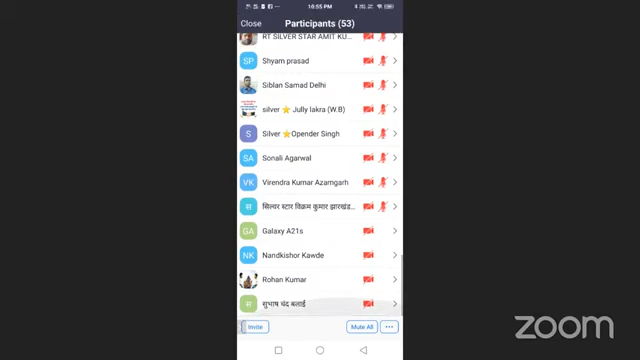 10:55 PM
Close Participants (53)
RT SILVER STAR AMIT KU...
SP Shyam prasad
Siblan Samad Delhi
silver ⭐ Jully lakra (W.B)
S Silver ⭐Opender Singh
SA Sonali Agarwal
VK Virendra Kumar Azamgarh
स सिल्वर स्टार विक्रम कुमार झारखंड...
GA Galaxy A21s
NK Nandkishor Kawde
Rohan Kumar
स सुभाष चंद बलाई
Invite Mute All ...
zoom